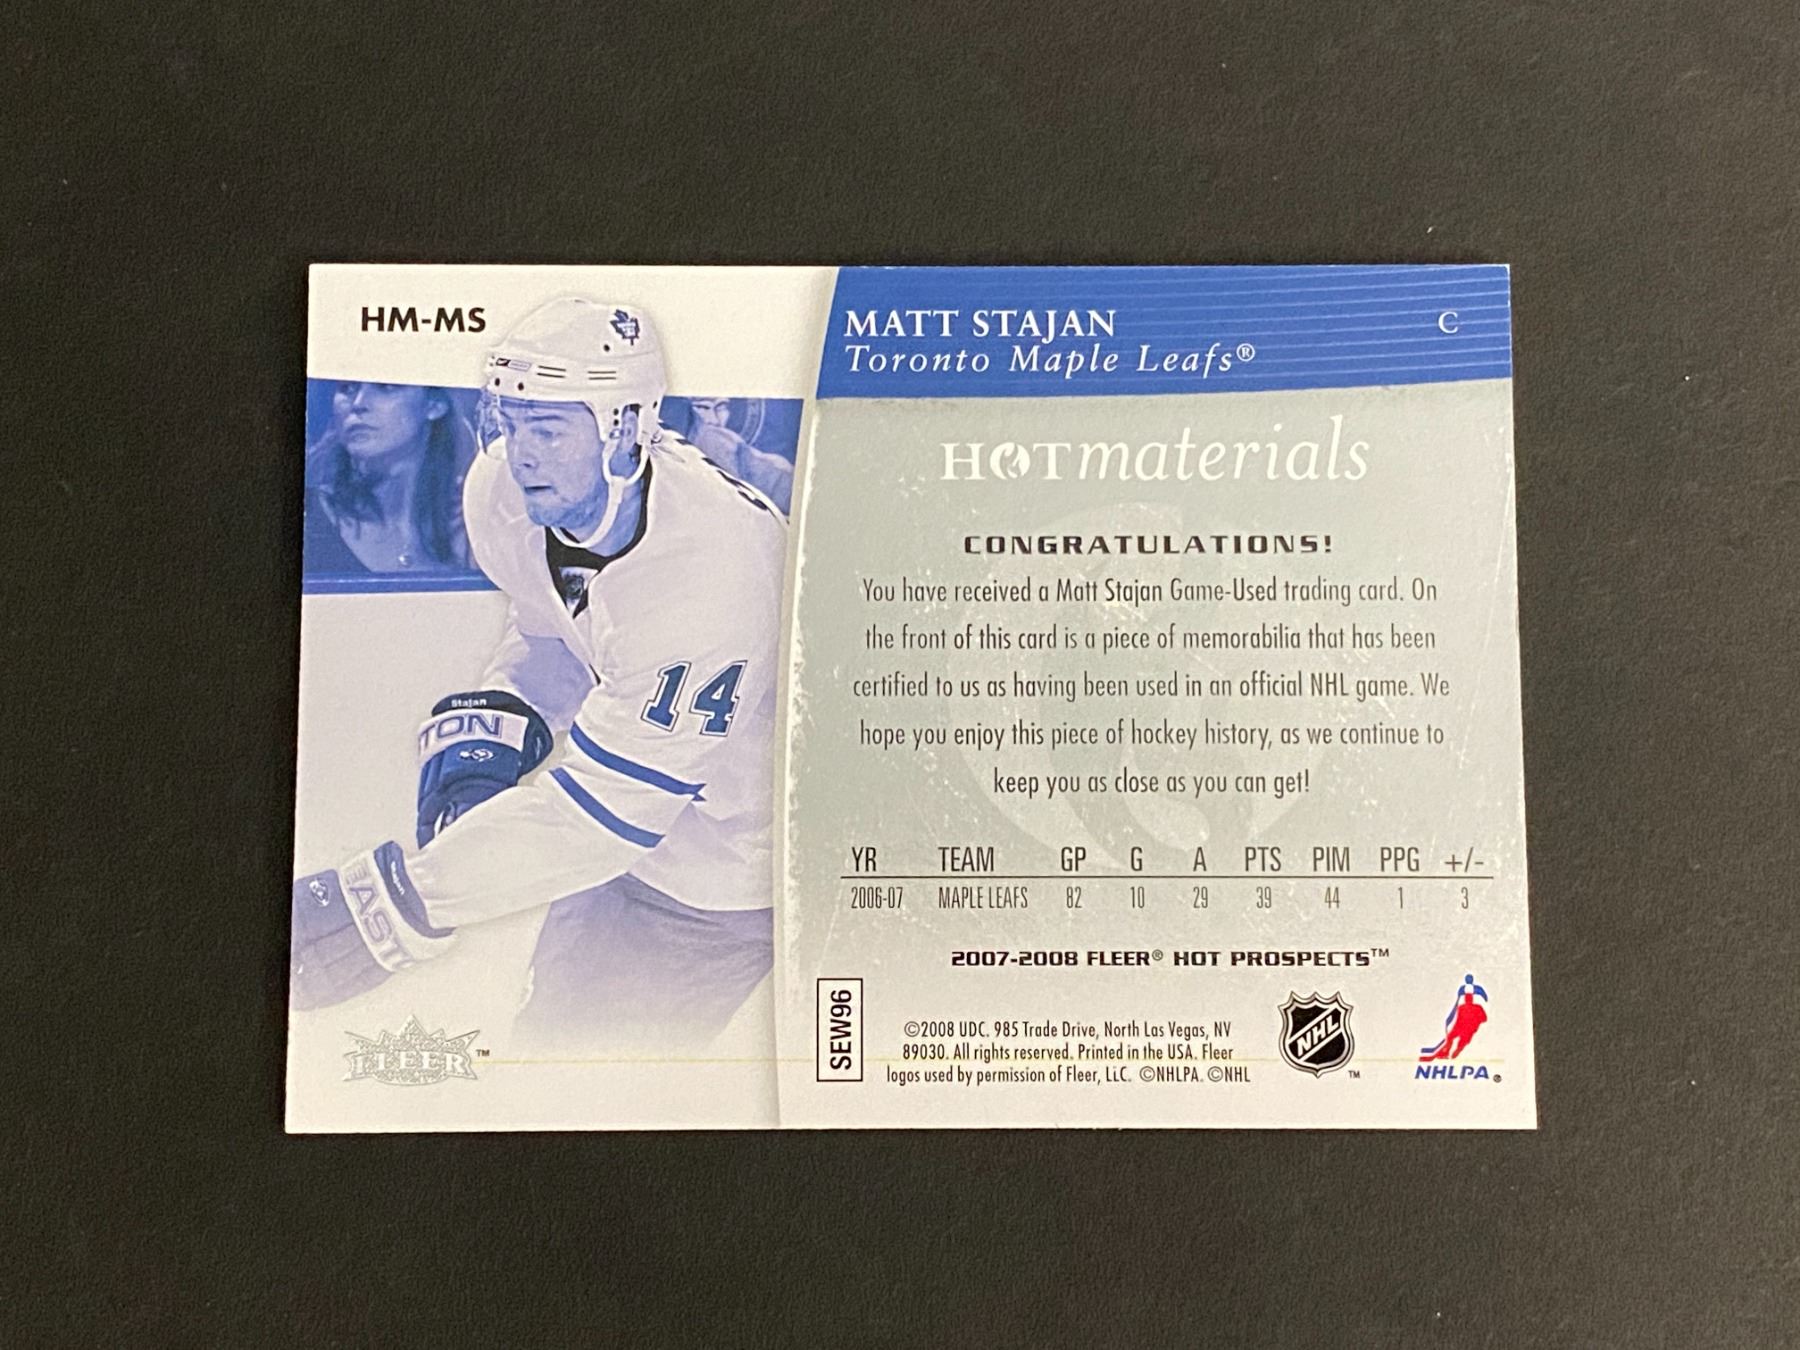 HM-MS
MATT STAJAN
C
Toronto Maple Leafs®
HOTmaterials
CONGRATULATIONS!
You have received a Matt Stajan Game-Used trading card. On
the front of this card is a piece of memorabilia that has been
certified to us as having been used in an official NHL game. We
hope you enjoy this piece of hockey history, as we continue to
keep you as close as you can get!
YR TEAM GP G A PTS PIM PPG +/-
2006-07 MAPLE LEAFS 82 10 29 39 44 1 3
2007-2008 FLEER® HOT PROSPECTS™
SEW96
©2008 UDC. 985 Trade Drive, North Las Vegas, NV
89030. All rights reserved. Printed in the USA. Fleer
logos used by permission of Fleer, LLC. ©NHLPA. ©NHL
NHL™
NHLPA®
FLEER™
14
Stajan
TON
Stajan
EAST